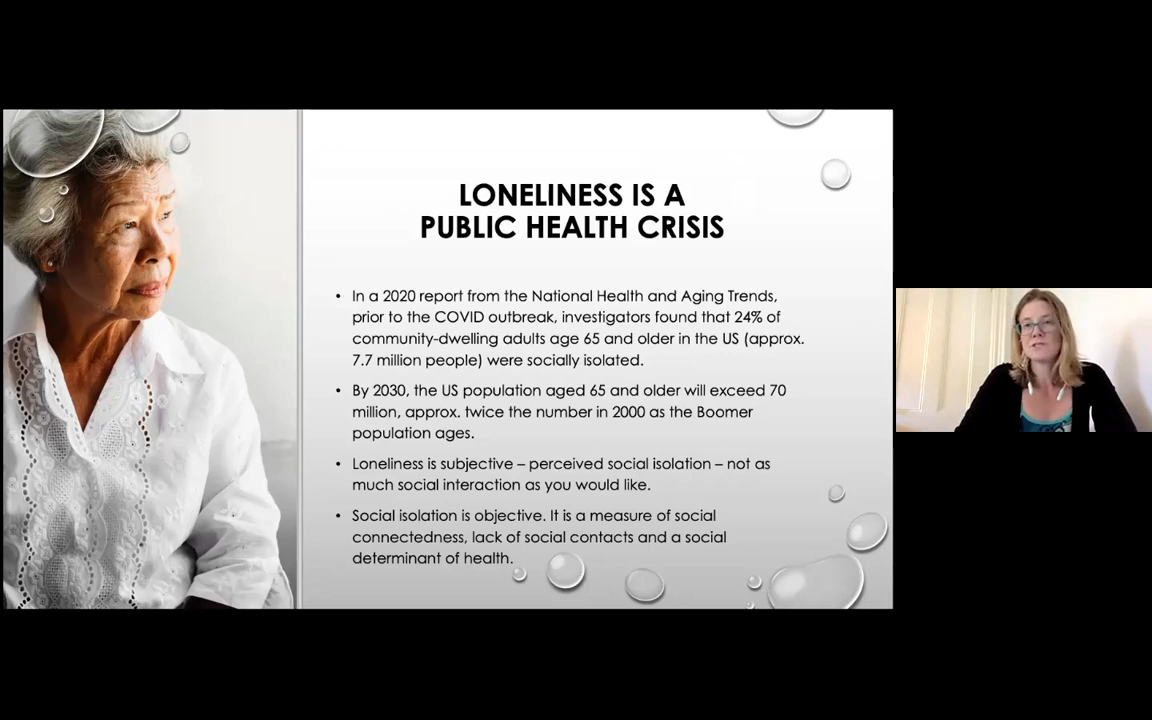 LONELINESS IS A
PUBLIC HEALTH CRISIS
• In a 2020 report from the National Health and Aging Trends,
prior to the COVID outbreak, investigators found that 24% of
community-dwelling adults age 65 and older in the US (approx.
7.7 million people) were socially isolated.
• By 2030, the US population aged 65 and older will exceed 70
million, approx. twice the number in 2000 as the Boomer
population ages.
• Loneliness is subjective – perceived social isolation – not as
much social interaction as you would like.
• Social isolation is objective. It is a measure of social
connectedness, lack of social contacts and a social
determinant of health.